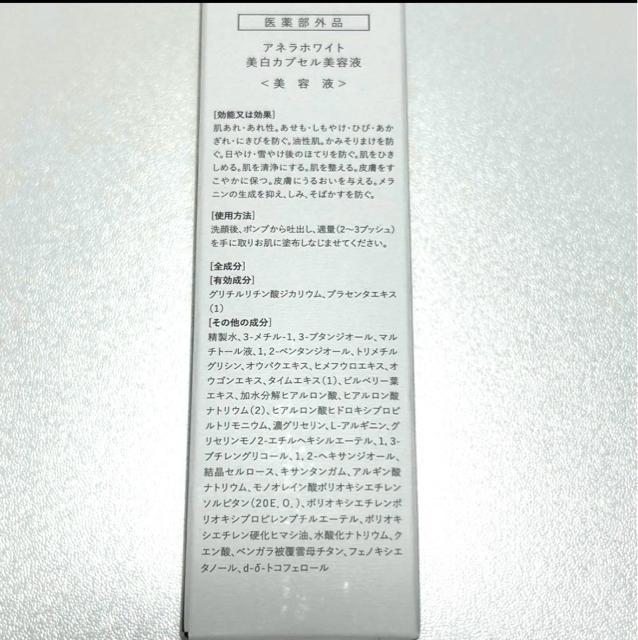 医薬部外品
アネラホワイト
美白カプセル美容液
＜美容液＞
[効能又は効果]
肌あれ・あれ性。あせも・しもやけ・ひび・あか
ぎれ・にきびを防ぐ。油性肌。かみそりまけを防
ぐ。日やけ・雪やけ後のほてりを防ぐ。肌をひき
しめる。肌を清浄にする。肌を整える。皮膚をす
こやかに保つ。皮膚にうるおいを与える。メラ
ニンの生成を抑え、しみ、そばかすを防ぐ。
[使用方法]
洗顔後、ポンプから吐出し、適量（2〜3プッシュ）
を手に取りお肌に塗布しなじませてください。
[全成分]
[有効成分]
グリチルリチン酸ジカリウム、プラセンタエキス
（1）
[その他の成分]
精製水、3-メチル-1，3-ブタンジオール、マル
チトール液、1，2-ペンタンジオール、トリメチル
グリシン、オウバクエキス、ヒメフウロエキス、オ
ウゴンエキス、タイムエキス（1）、ビルベリー葉
エキス、加水分解ヒアルロン酸、ヒアルロン酸
ナトリウム（2）、ヒアルロン酸ヒドロキシプロピ
ルトリモニウム、濃グリセリン、L-アルギニン、グ
リセリンモノ2-エチルヘキシルエーテル、1，3-
ブチレングリコール、1，2-ヘキサンジオール、
結晶セルロース、キサンタンガム、アルギン酸
ナトリウム、モノオレイン酸ポリオキシエチレン
ソルビタン（20E．O．）、ポリオキシエチレンポ
リオキシプロピレンブチルエーテル、ポリオキ
シエチレン硬化ヒマシ油、水酸化ナトリウム、ク
エン酸、ベンガラ被覆雲母チタン、フェノキシエ
タノール、d-δ-トコフェロール